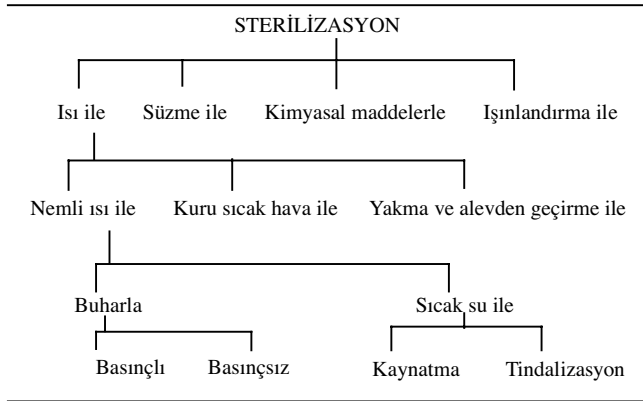 STERİLİZASYON
Isı ile Süzme ile Kimyasal maddelerle Işınlandırma ile
Nemli ısı ile Kuru sıcak hava ile Yakma ve alevden geçirme ile
Buharla Sıcak su ile
Basınçlı Basınçsız Kaynatma Tindalizasyon